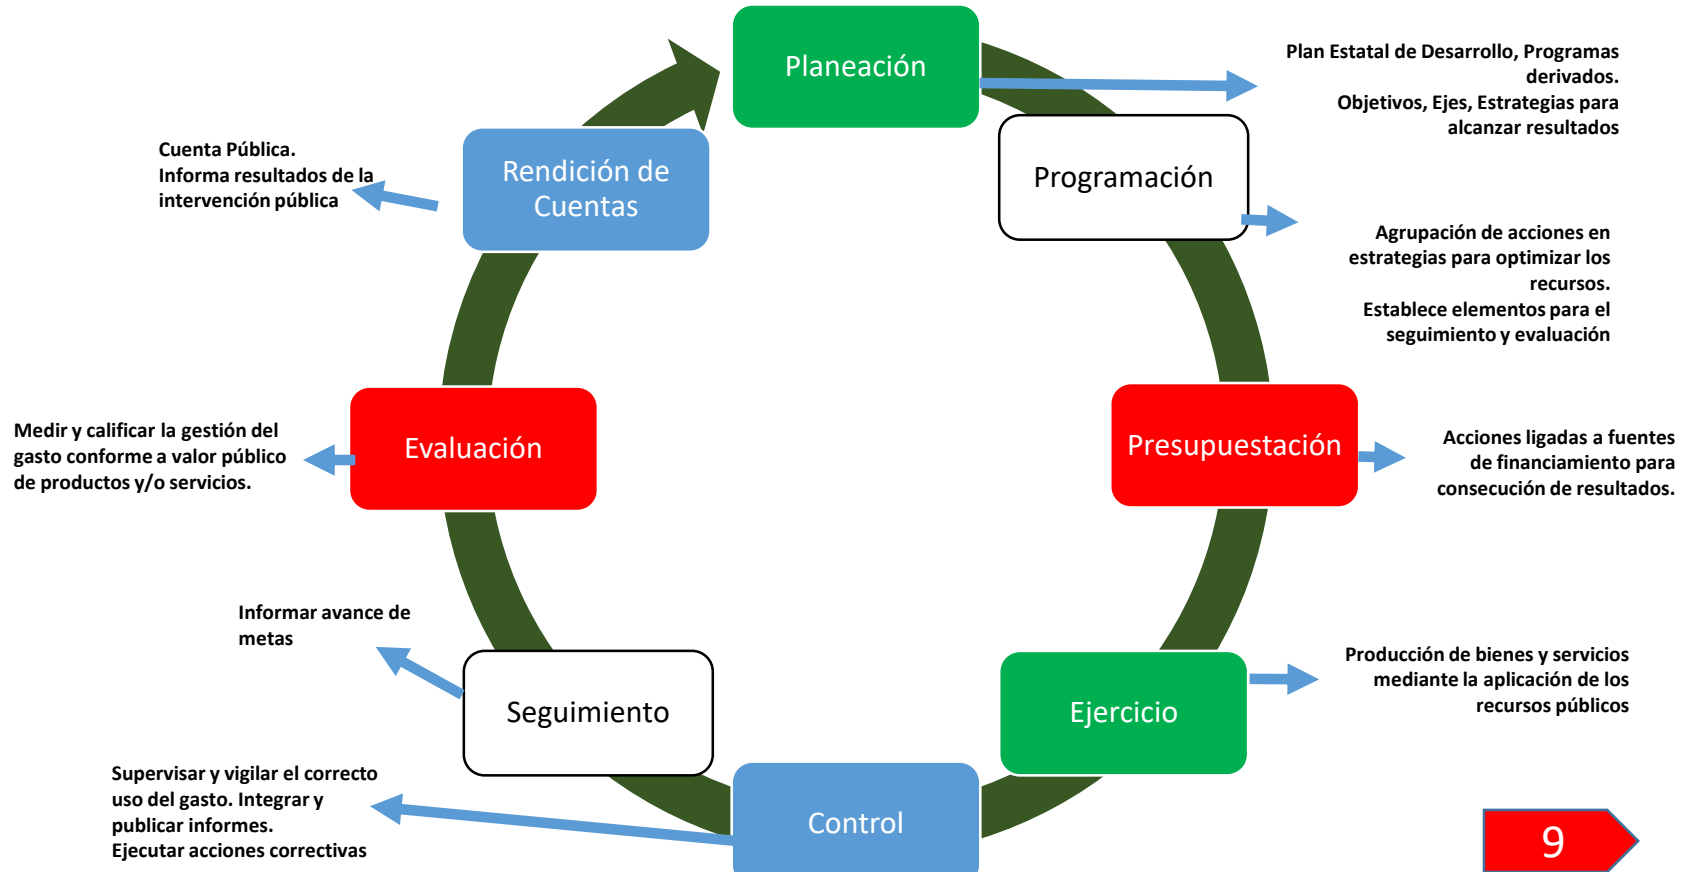 Planeación
Plan Estatal de Desarrollo, Programas
derivados.
Objetivos, Ejes, Estrategias para
alcanzar resultados
Programación
Agrupación de acciones en
estrategias para optimizar los
recursos.
Establece elementos para el
seguimiento y evaluación
Presupuestación
Acciones ligadas a fuentes
de financiamiento para
consecución de resultados.
Ejercicio
Producción de bienes y servicios
mediante la aplicación de los
recursos públicos
Control
Supervisar y vigilar el correcto
uso del gasto. Integrar y
publicar informes.
Ejecutar acciones correctivas
Seguimiento
Informar avance de
metas
Evaluación
Medir y calificar la gestión del
gasto conforme a valor público
de productos y/o servicios.
Rendición de
Cuentas
Cuenta Pública.
Informa resultados de la
intervención pública
9